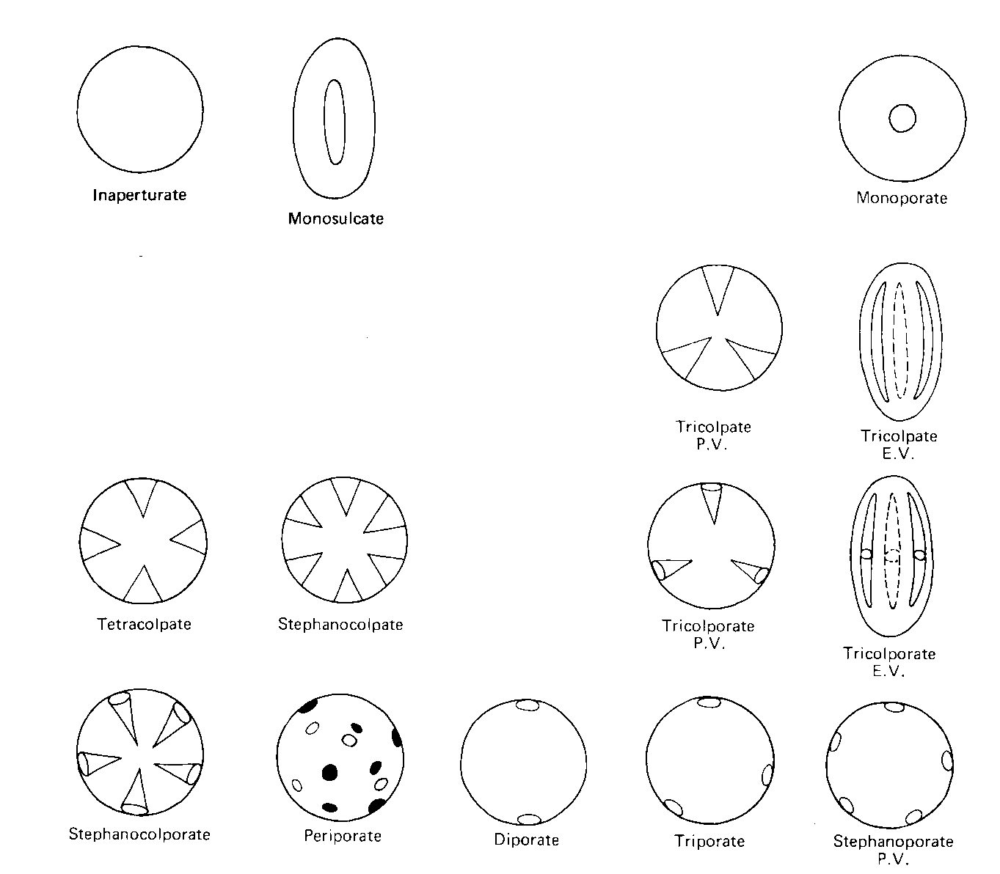 Inaperturate
Monosulcate
Monoporate
Tricolpate
P.V.
Tricolpate
E.V.
Tetracolpate
Stephanocolpate
Tricolporate
P.V.
Tricolporate
E.V.
Stephanocolporate
Periporate
Diporate
Triporate
Stephanoporate
P.V.